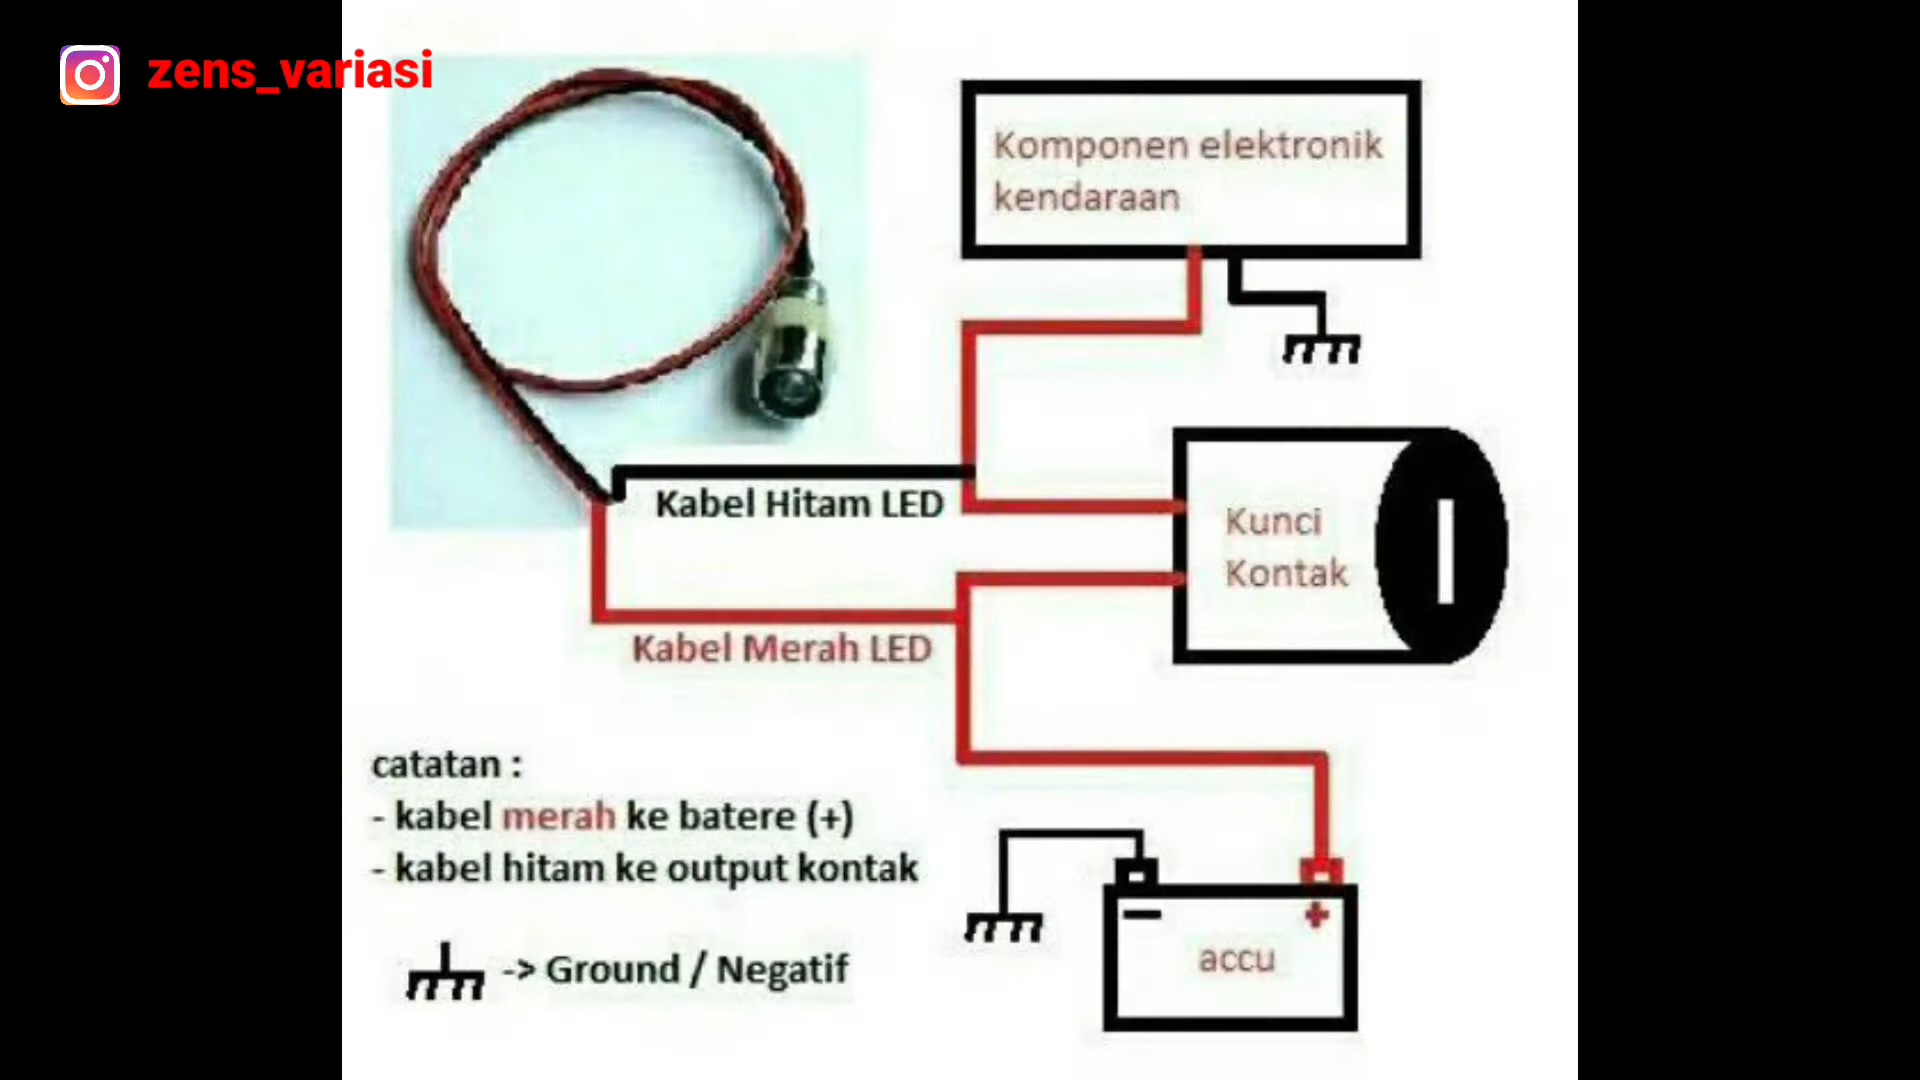 zens_variasi
Komponen elektronik
kendaraan
Kabel Hitam LED
Kunci
Kontak
Kabel Merah LED
catatan :
- kabel merah ke batere (+)
- kabel hitam ke output kontak
-> Ground / Negatif
accu